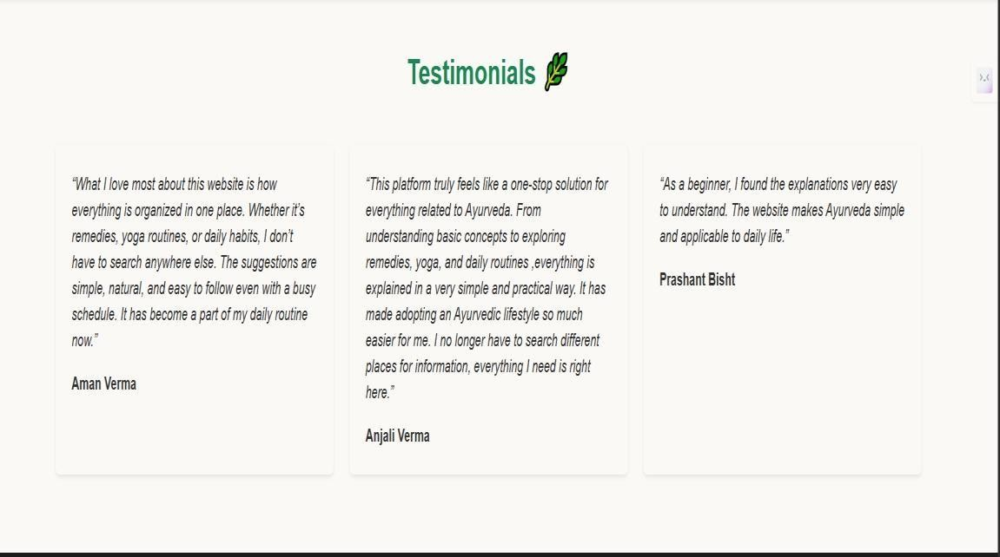 Testimonials
“What I love most about this website is how
everything is organized in one place. Whether it’s
remedies, yoga routines, or daily habits, I don’t
have to search anywhere else. The suggestions are
simple, natural, and easy to follow even with a busy
schedule. It has become a part of my daily routine
now.”
Aman Verma
“This platform truly feels like a one-stop solution for
everything related to Ayurveda. From
understanding basic concepts to exploring
remedies, yoga, and daily routines ,everything is
explained in a very simple and practical way. It has
made adopting an Ayurvedic lifestyle so much
easier for me. I no longer have to search different
places for information, everything I need is right
here.”
Anjali Verma
“As a beginner, I found the explanations very easy
to understand. The website makes Ayurveda simple
and applicable to daily life.”
Prashant Bisht